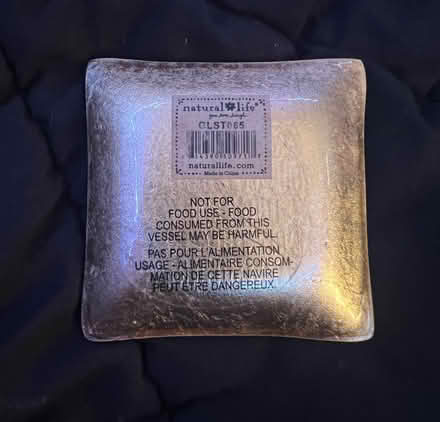 natural life®
GLST065
naturallife.com
Made in China
NOT FOR
FOOD USE - FOOD
CONSUMED FROM THIS
VESSEL MAY BE HARMFUL.
PAS POUR L'ALIMENTATION
USAGE - ALIMENTAIRE CONSOM-
MATION DE CETTE NAVIRE
PEUT ÊTRE DANGEREUX.